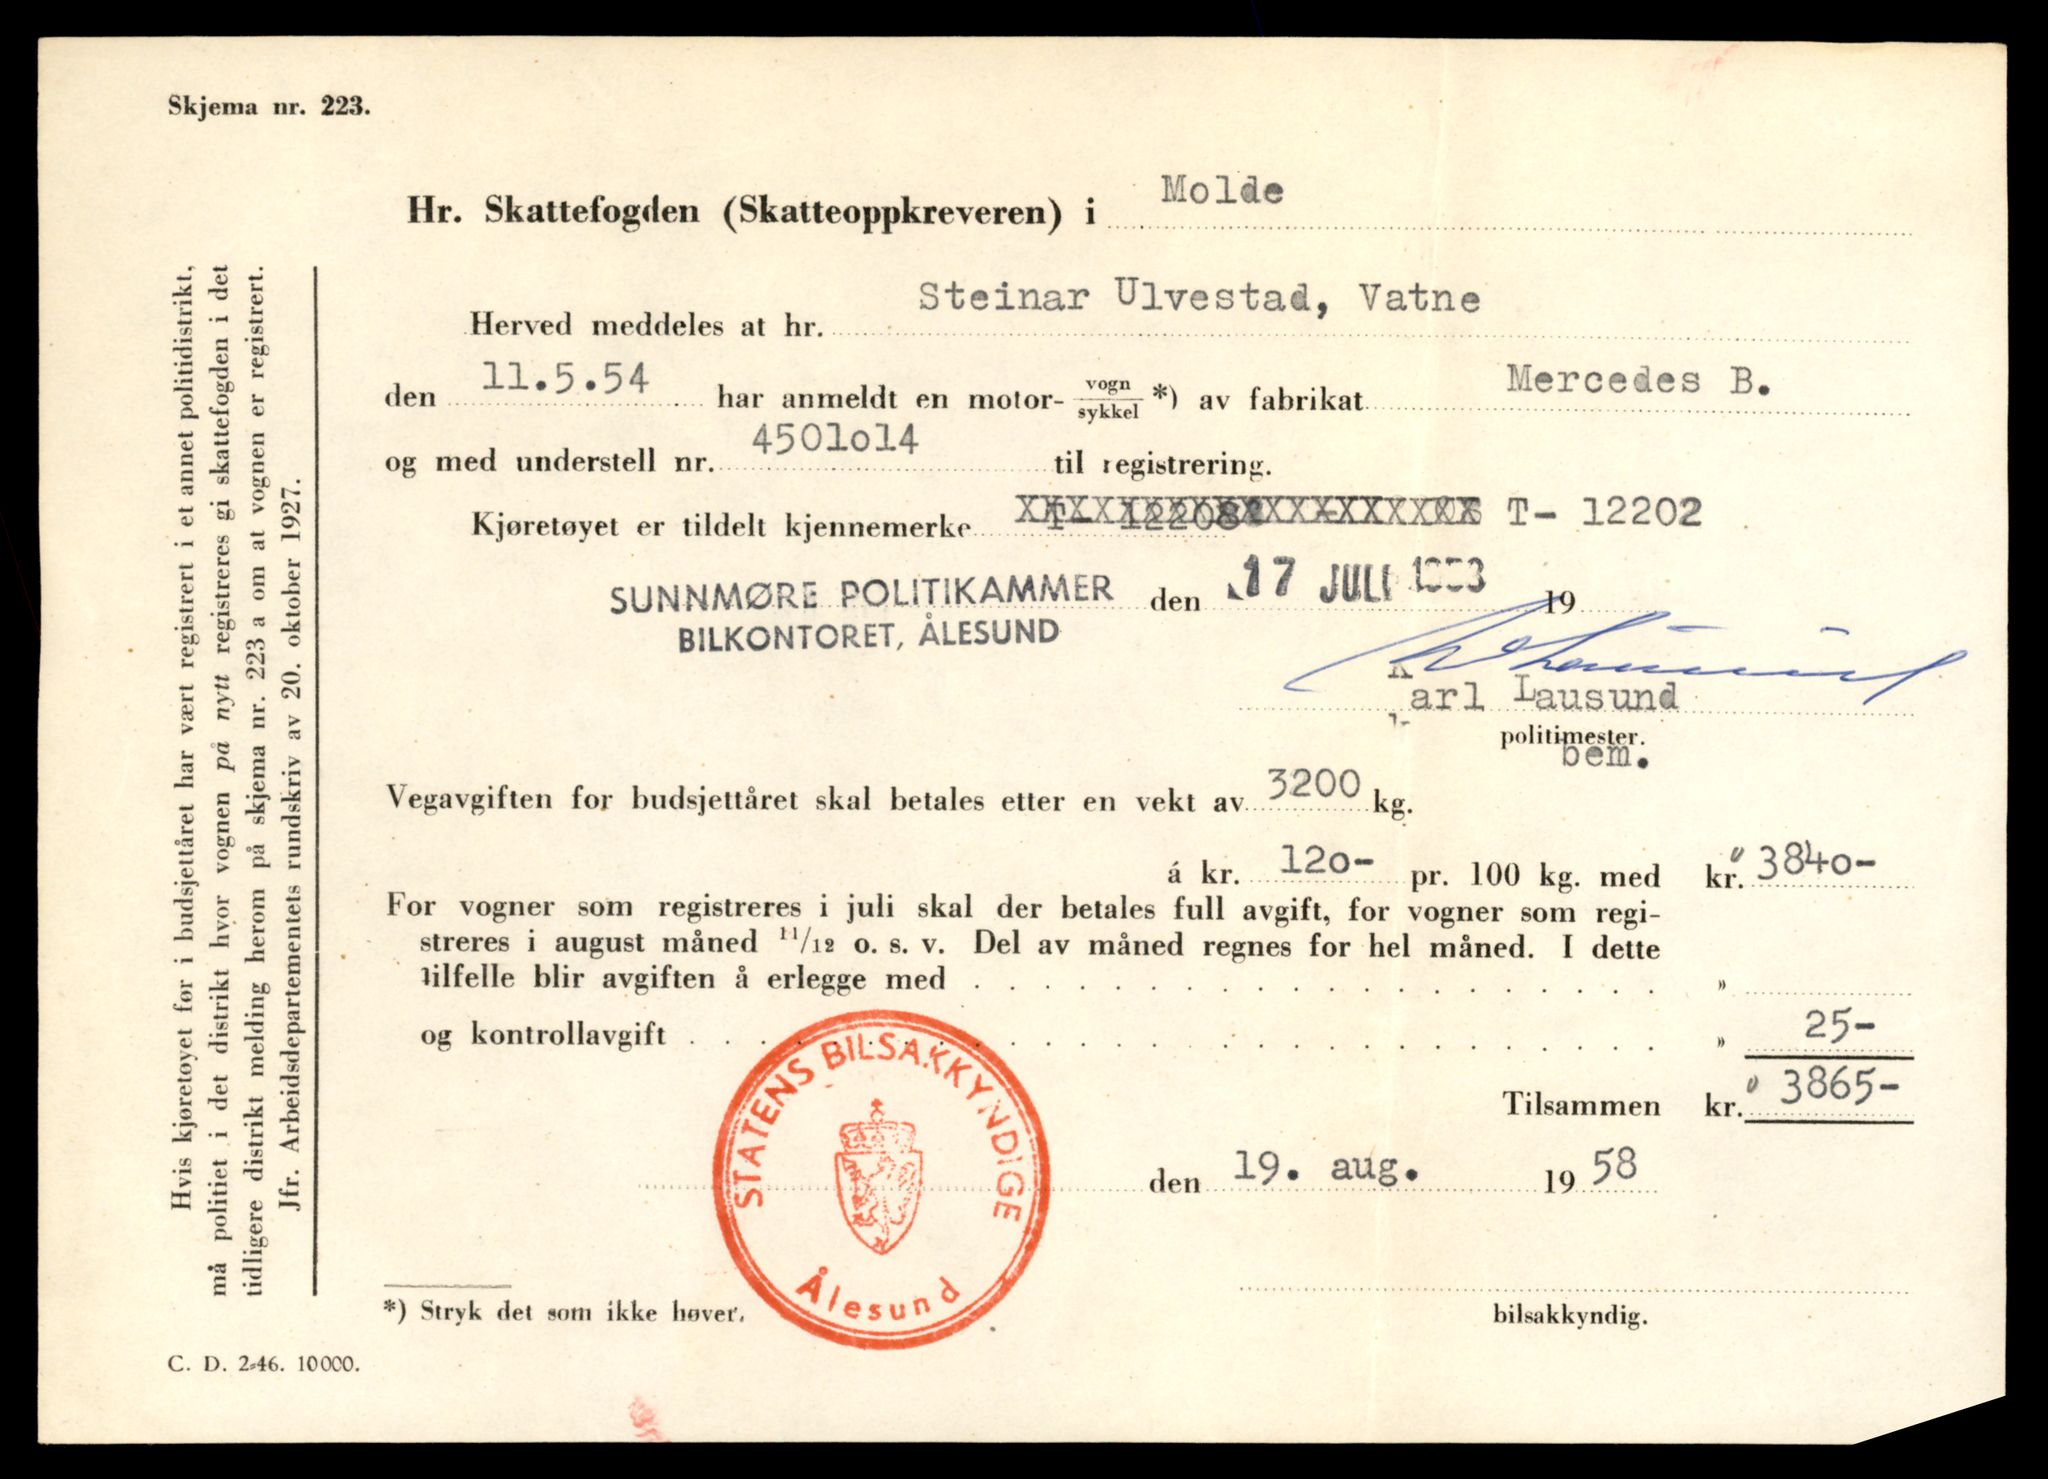 Skjema nr. 223.
Hr. Skattefogden (Skatteoppkreveren) i Molde
Herved meddeles at hr. Steinar Ulvestad, Vatne
den 11.5.54 har anmeldt en motor- vogn/sykkel *) av fabrikat Mercedes B.
og med understell nr. 4501o14 til registrering.
Kjøretøyet er tildelt kjennemerke T- 12202
SUNNMØRE POLITIKAMMER den 17 JULI 19
BILKONTORET, ÅLESUND
Karl Lausund
politimester.
bem.
Vegavgiften for budsjettåret skal betales etter en vekt av 3200 kg.
á kr. 12o- pr. 100 kg. med kr. " 384o-
For vogner som registreres i juli skal der betales full avgift, for vogner som regi-
streres i august måned 11/12 o. s. v. Del av måned regnes for hel måned. I dette
tilfelle blir avgiften å erlegge med . . . . . . . . . . . . . . . . . . »
og kontrollavgift . . . . . . . . . . . . . . . . . . . . . . . . » 25-
Tilsammen kr. " 3865-
den 19. aug. 19 58
STATENS BILSAKKYNDIGE
Ålesund
*) Stryk det som ikke høver.
bilsakkyndig.
C. D. 2-46. 10000.
Hvis kjøretøyet før i budsjettåret har vært registrert i et annet politidistrikt,
må politiet i det distrikt hvor vognen på nytt registreres gi skattefogden i det
tidligere distrikt melding herom på skjema nr. 223 a om at vognen er registrert.
Jfr. Arbeidsdepartementets rundskriv av 20. oktober 1927.